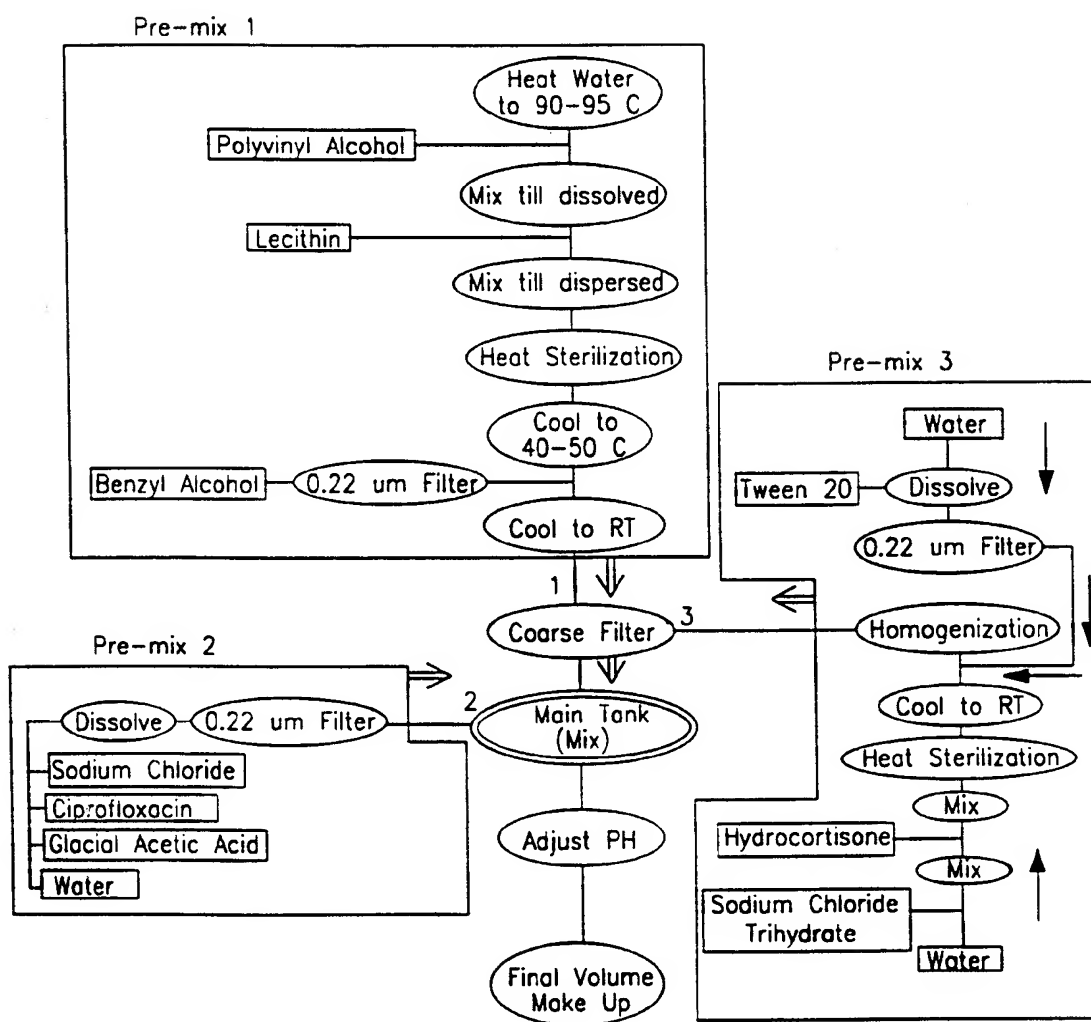 Pre-mix 1
Heat Water
to 90-95 C
Polyvinyl Alcohol
Mix till dissolved
Lecithin
Mix till dispersed
Heat Sterilization
Cool to
40-50 C
Benzyl Alcohol
0.22 um Filter
Cool to RT
1
Coarse Filter
3
Pre-mix 2
Dissolve
0.22 um Filter
2
Sodium Chloride
Ciprofloxacin
Glacial Acetic Acid
Water
Main Tank
(Mix)
Adjust PH
Final Volume
Make Up
Pre-mix 3
Water
Tween 20
Dissolve
0.22 um Filter
Homogenization
Cool to RT
Heat Sterilization
Mix
Hydrocortisone
Mix
Sodium Chloride
Trihydrate
Water